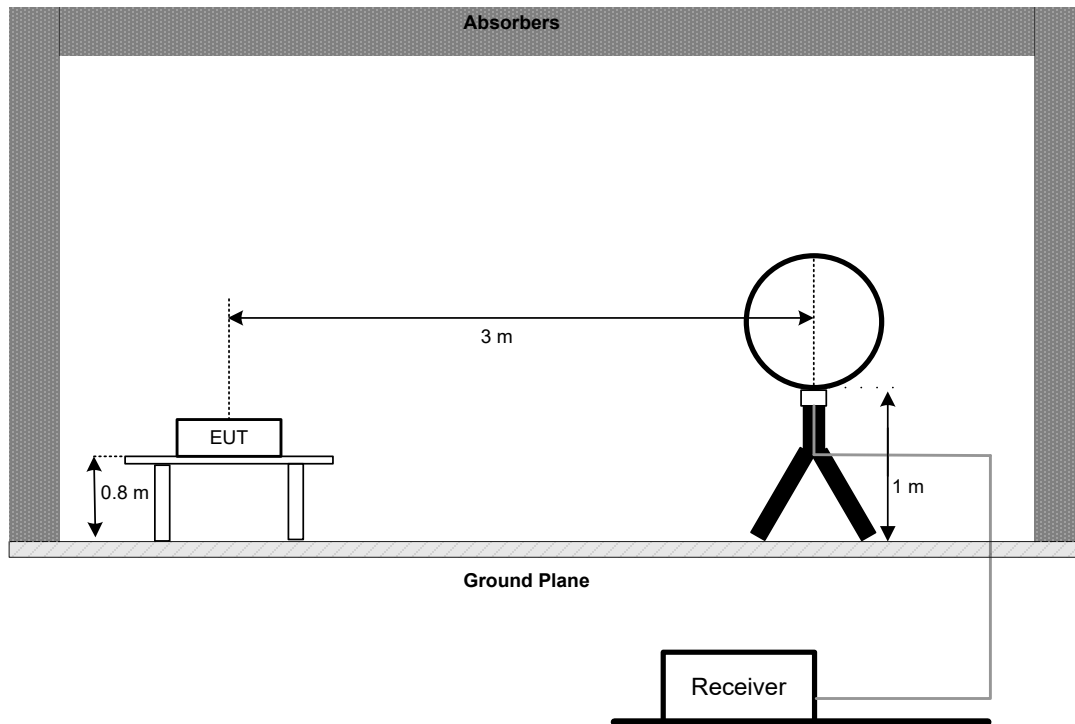 Absorbers
3 m
EUT
0.8 m
1 m
Ground Plane
Receiver